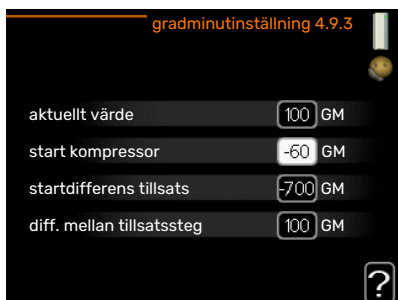 gradminutinställning 4.9.3
aktuellt värde 100 GM
start kompressor -60 GM
startdifferens tillsats -700 GM
diff. mellan tillsatssteg 100 GM
?